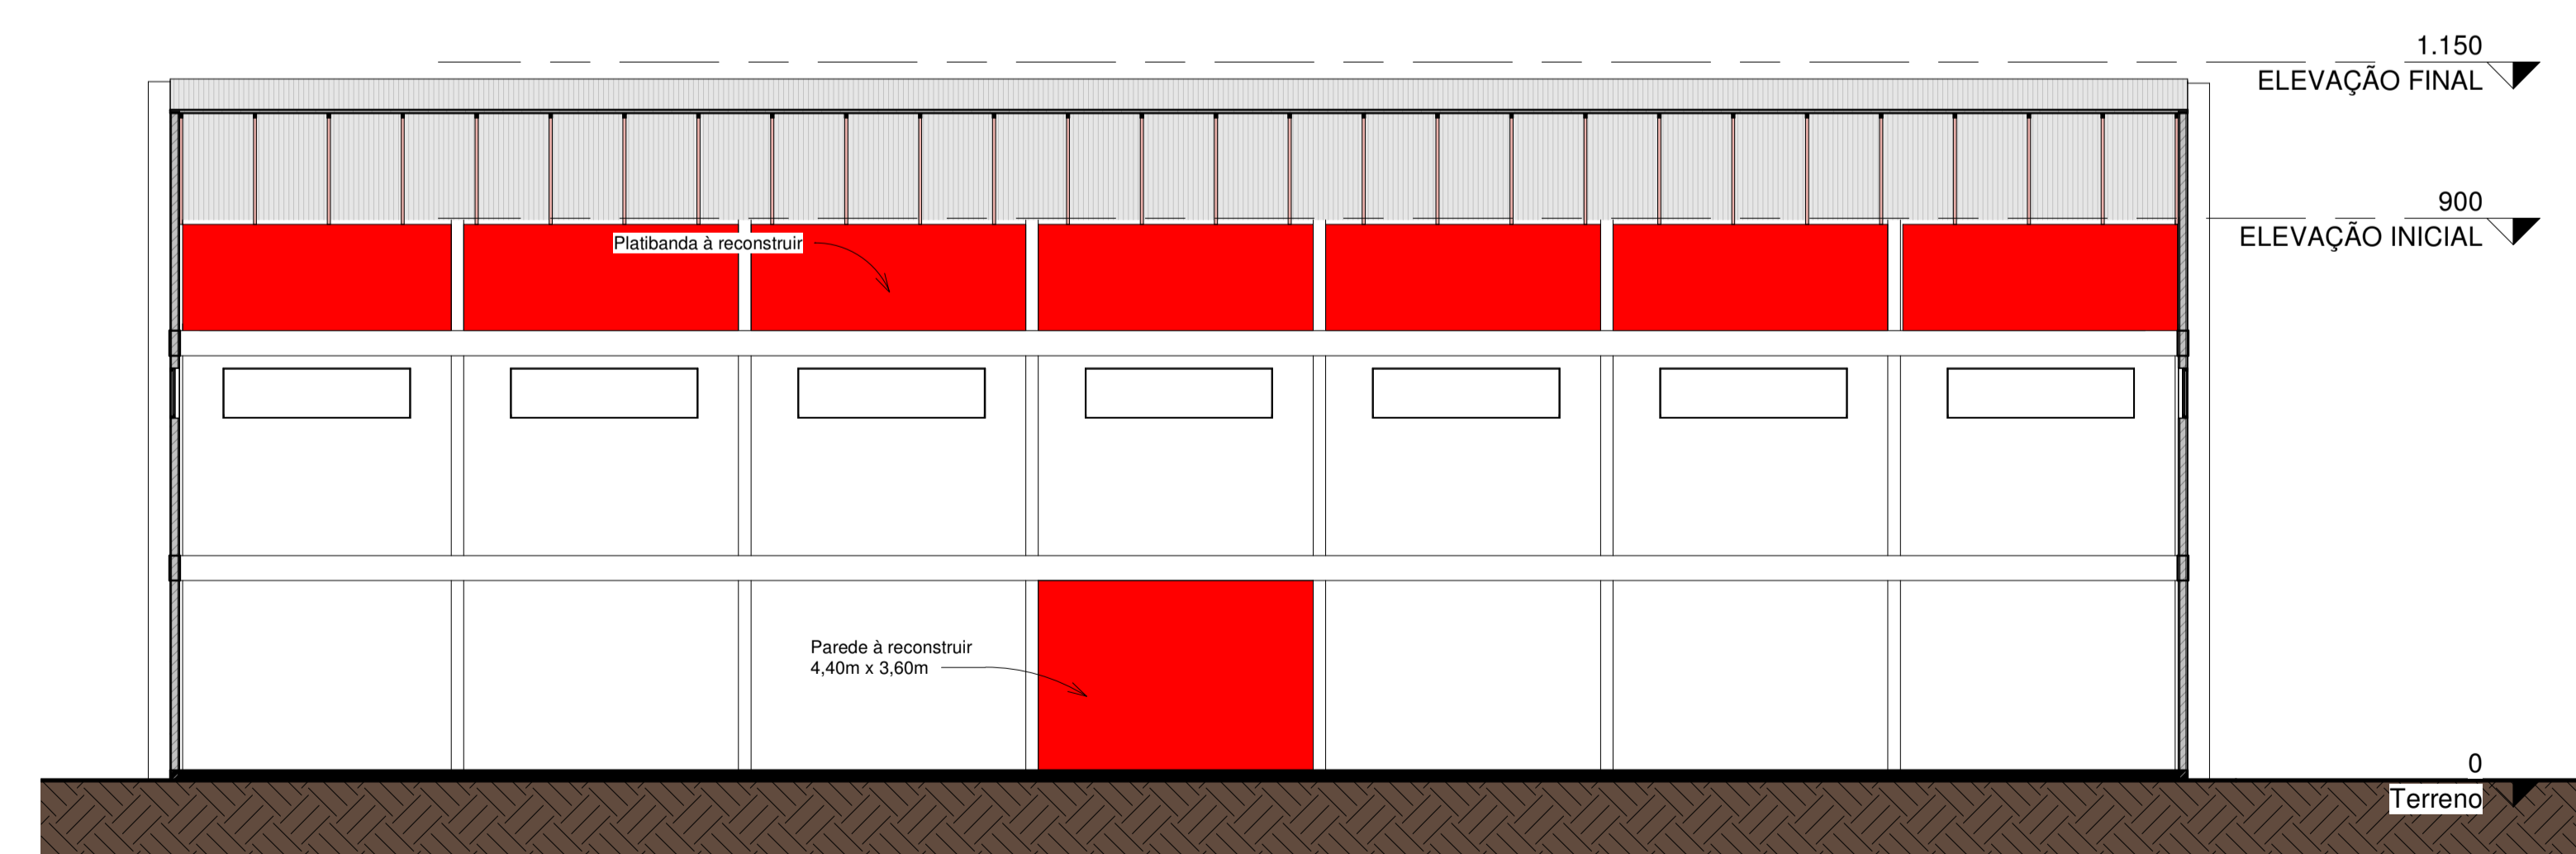 1.150
ELEVAÇÃO FINAL
900
ELEVAÇÃO INICIAL
Platibanda à reconstruir
Parede à reconstruir
4,40m x 3,60m
0
Terreno